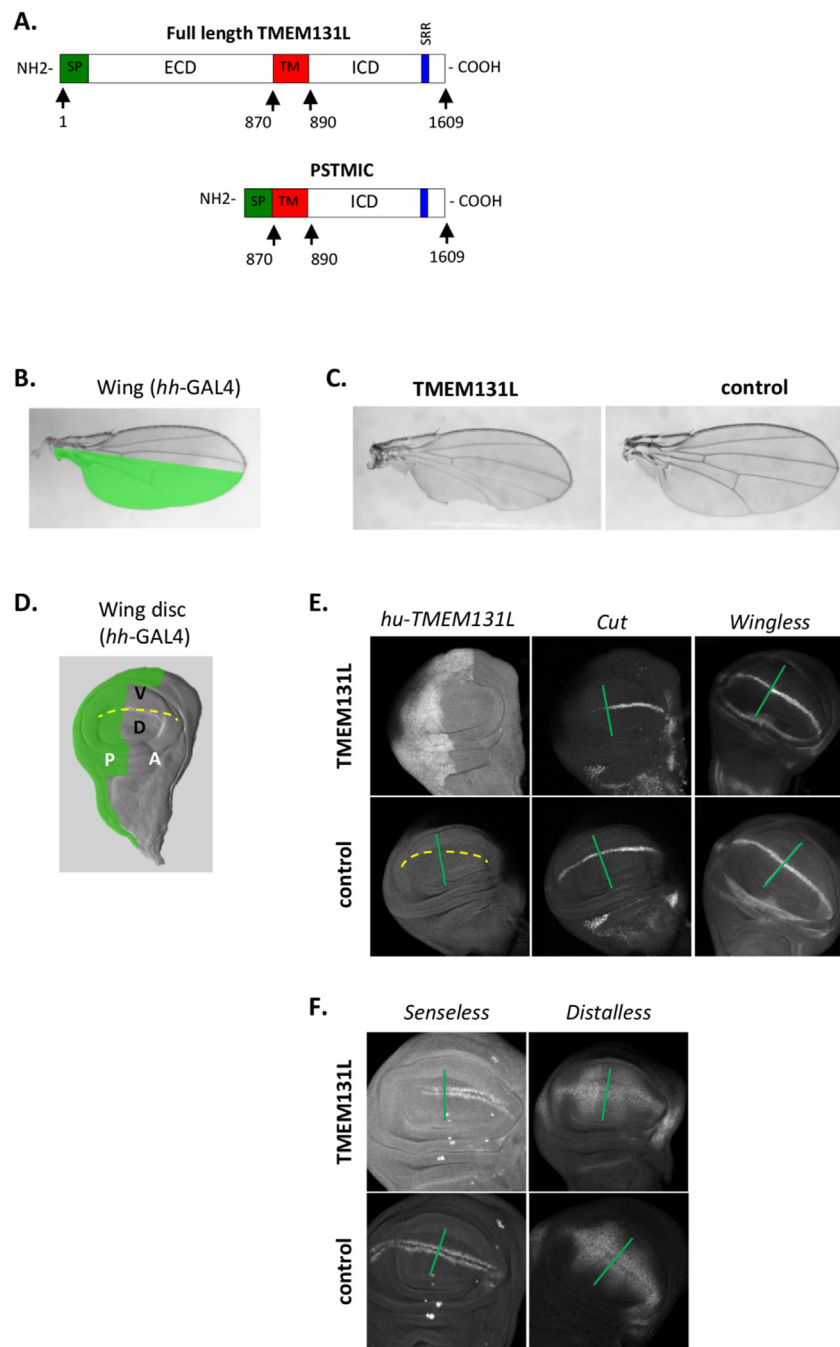 A.
Full length TMEM131L
SRR
NH2- SP ECD TM ICD - COOH
1 870 890 1609
PSTMIC
NH2- SP TM ICD - COOH
870 890 1609
B.
Wing (hh-GAL4)
C.
TMEM131L control
D.
Wing disc
(hh-GAL4)
V
D
P A
E.
hu-TMEM131L Cut Wingless
TMEM131L
control
F.
Senseless Distalless
TMEM131L
control